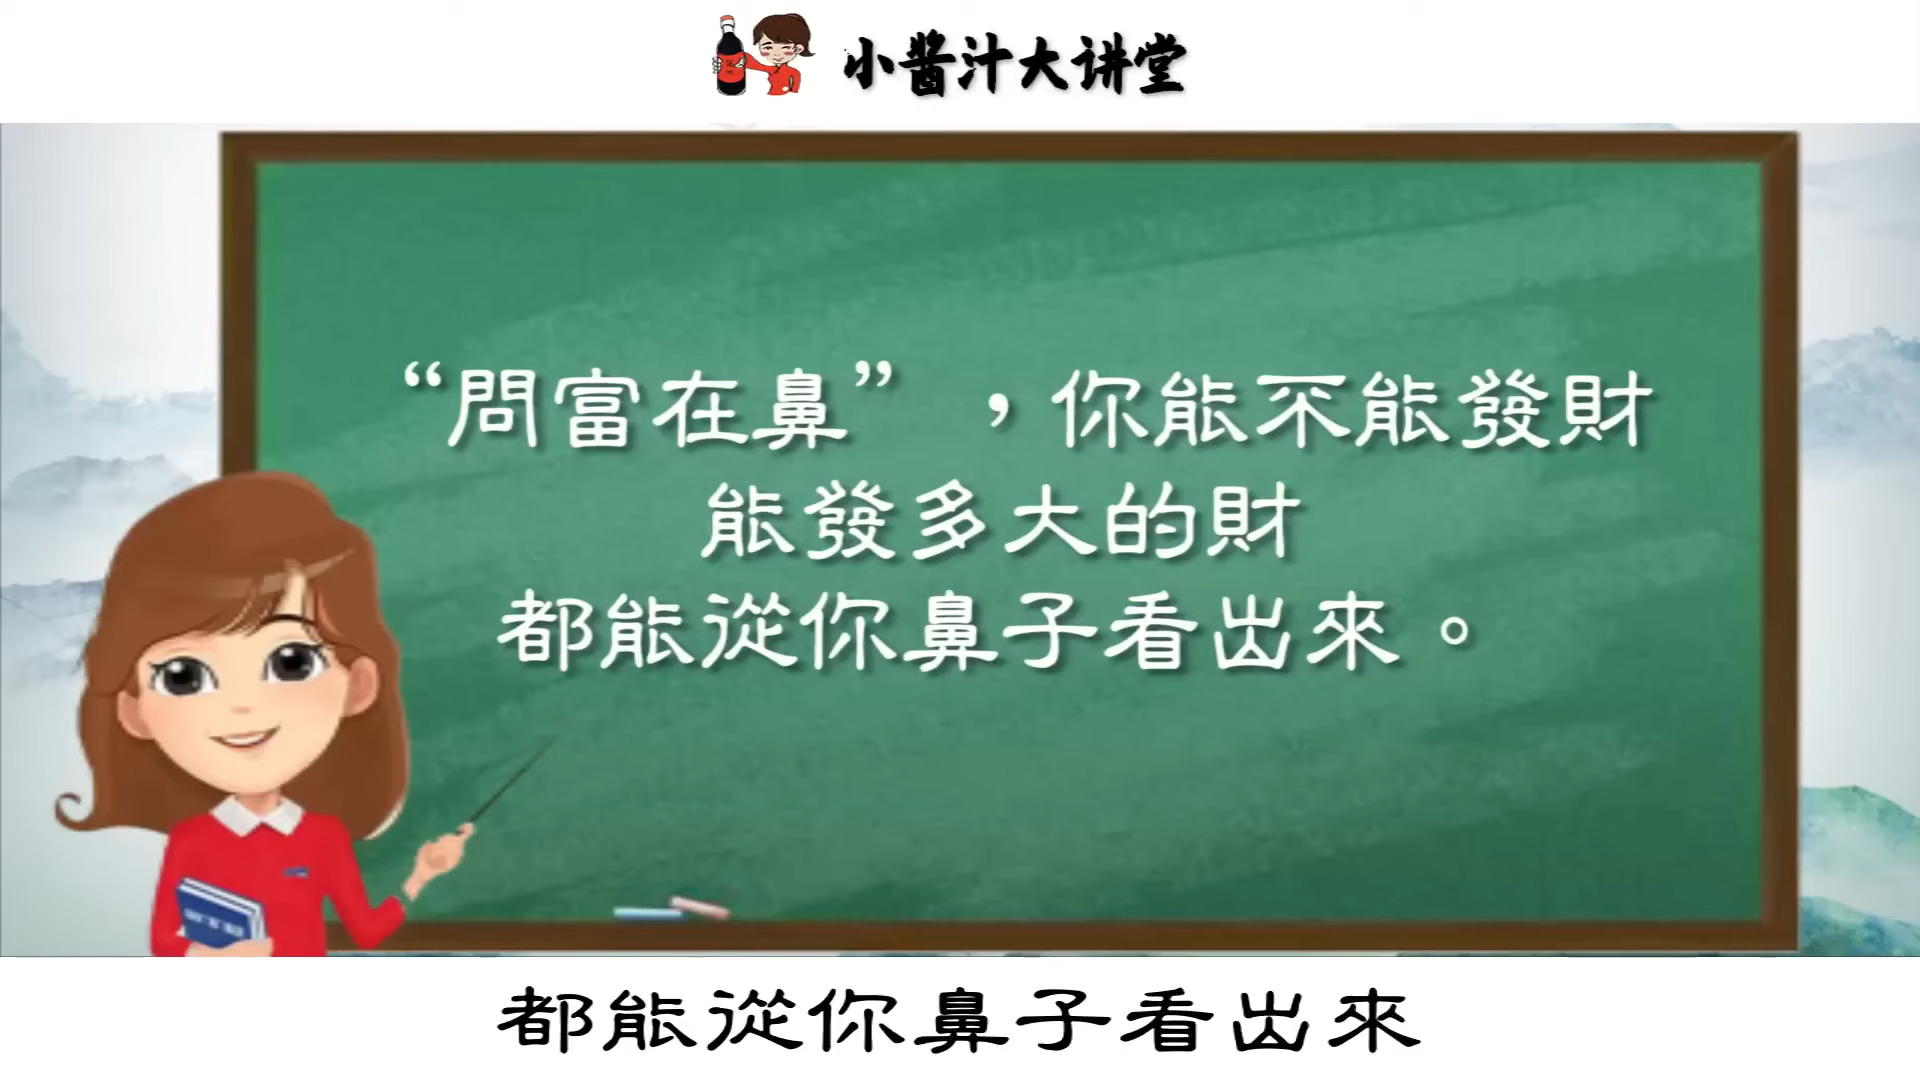 小酱汁大讲堂
“問富在鼻”，你能不能發財
能發多大的財
都能從你鼻子看出來。
都能從你鼻子看出來